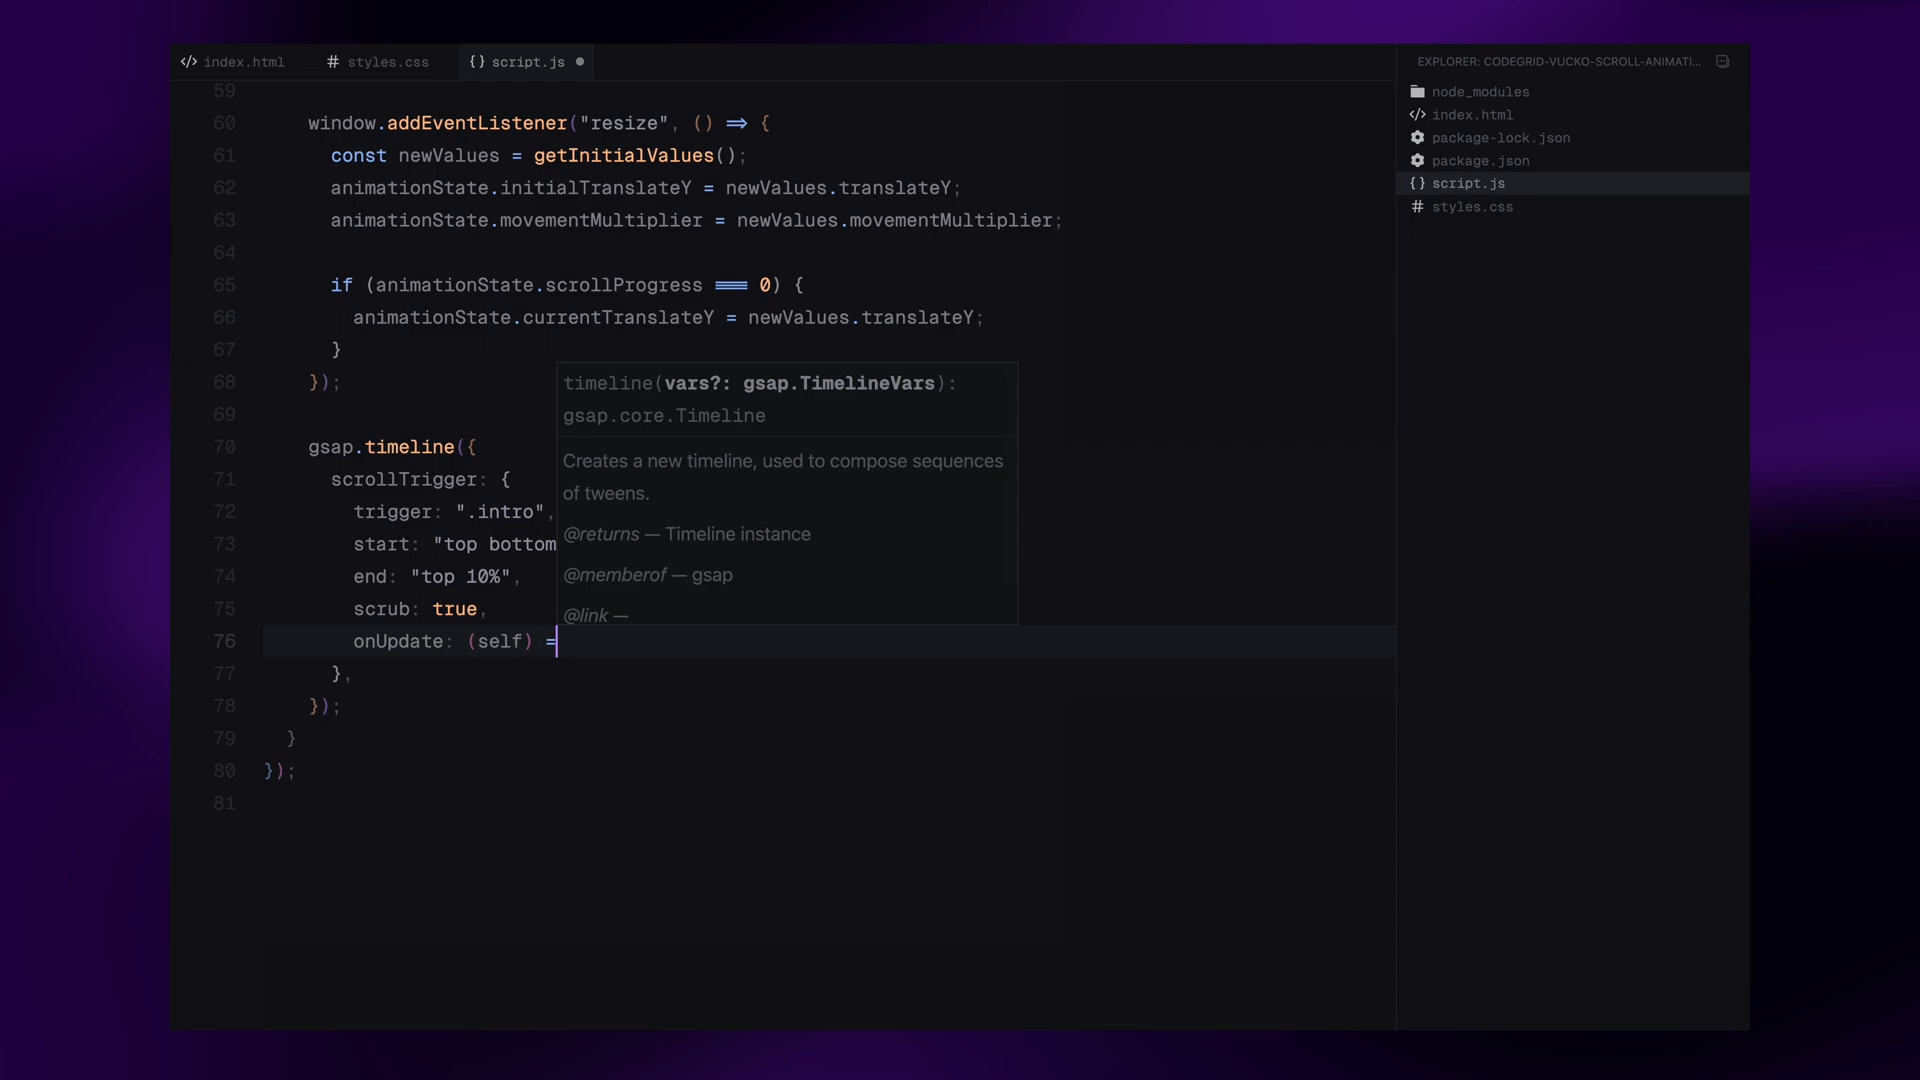 index.html
styles.css
script.js
EXPLORER: CODEGRID-VUCKO-SCROLL-ANIMATI...
node_modules
index.html
package-lock.json
package.json
script.js
styles.css
59
60 window.addEventListener("resize", () => {
61 const newValues = getInitialValues();
62 animationState.initialTranslateY = newValues.translateY;
63 animationState.movementMultiplier = newValues.movementMultiplier;
64
65 if (animationState.scrollProgress === 0) {
66 animationState.currentTranslateY = newValues.translateY;
67 }
68 });
69
70 gsap.timeline({
71 scrollTrigger: {
72 trigger: ".intro",
73 start: "top bottom
74 end: "top 10%",
75 scrub: true,
76 onUpdate: (self) =
77 },
78 });
79 }
80 });
81
timeline(vars?: gsap.TimelineVars):
gsap.core.Timeline
Creates a new timeline, used to compose sequences
of tweens.
@returns — Timeline instance
@memberof — gsap
@link —